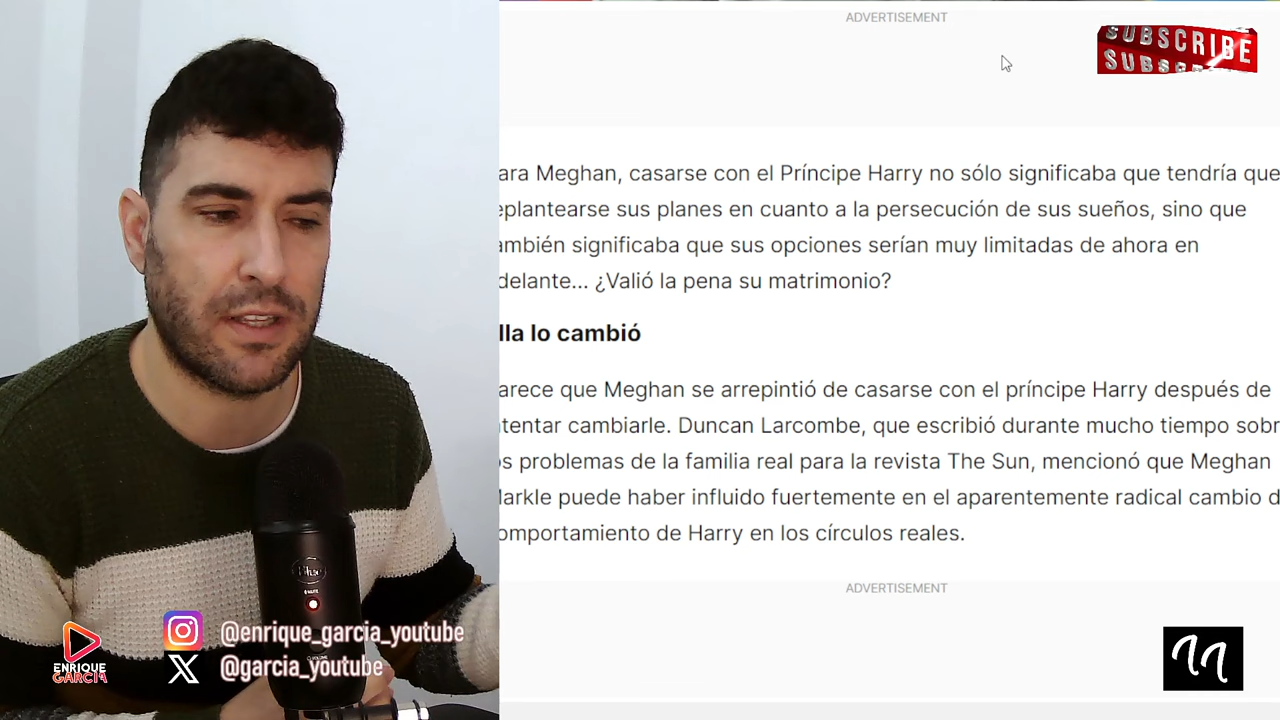 ADVERTISEMENT
SUBSCRIBE
ara Meghan, casarse con el Príncipe Harry no sólo significaba que tendría que
eplantearse sus planes en cuanto a la persecución de sus sueños, sino que
ambién significaba que sus opciones serían muy limitadas de ahora en
delante... ¿Valió la pena su matrimonio?
lla lo cambió
arece que Meghan se arrepintió de casarse con el príncipe Harry después de
ntentar cambiarle. Duncan Larcombe, que escribió durante mucho tiempo sobr
os problemas de la familia real para la revista The Sun, mencionó que Meghan
Markle puede haber influido fuertemente en el aparentemente radical cambio d
omportamiento de Harry en los círculos reales.
ADVERTISEMENT
Blue
MUTE
@enrique_garcia_youtube
@garcia_youtube
ENRIQUE
GARCIA